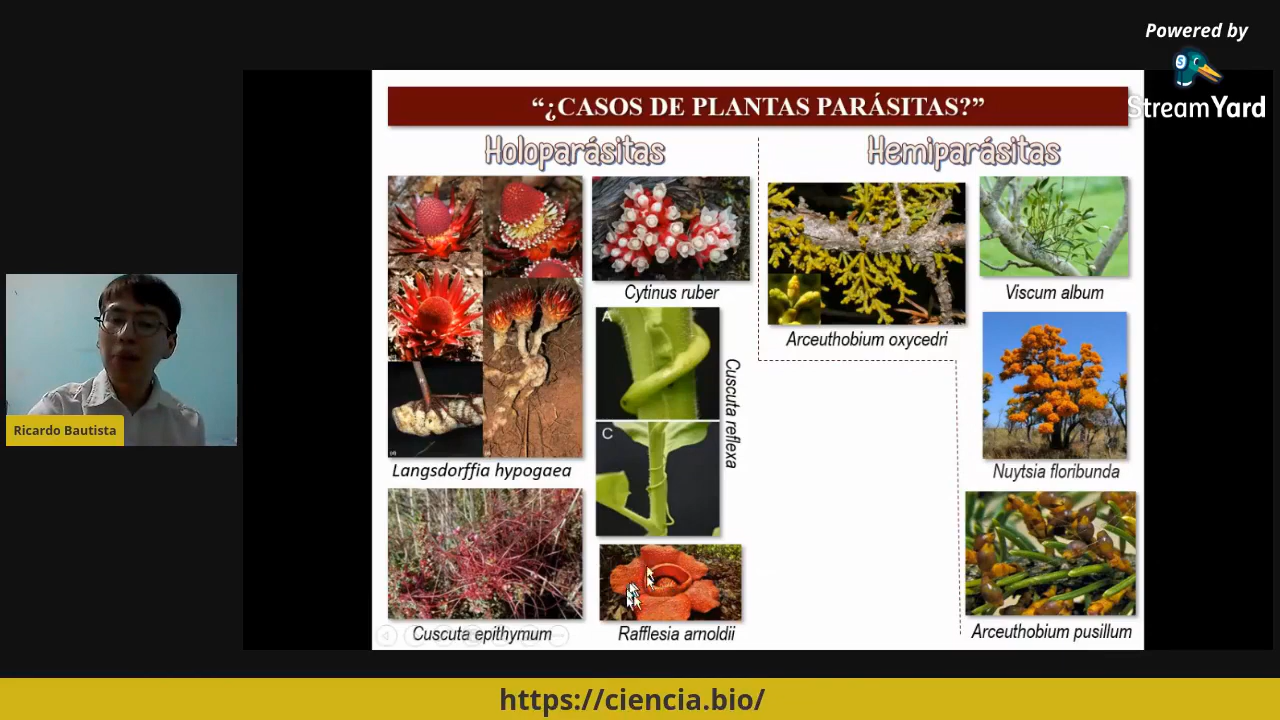 Powered by
StreamYard
“¿CASOS DE PLANTAS PARÁSITAS?”
Holoparásitas
Hemiparásitas
Cytinus ruber
Viscum album
Arceuthobium oxycedri
A
Cuscuta reflexa
C
Ricardo Bautista
Langsdorffia hypogaea
Nuytsia floribunda
Cuscuta epithymum
Rafflesia arnoldii
Arceuthobium pusillum
https://ciencia.bio/